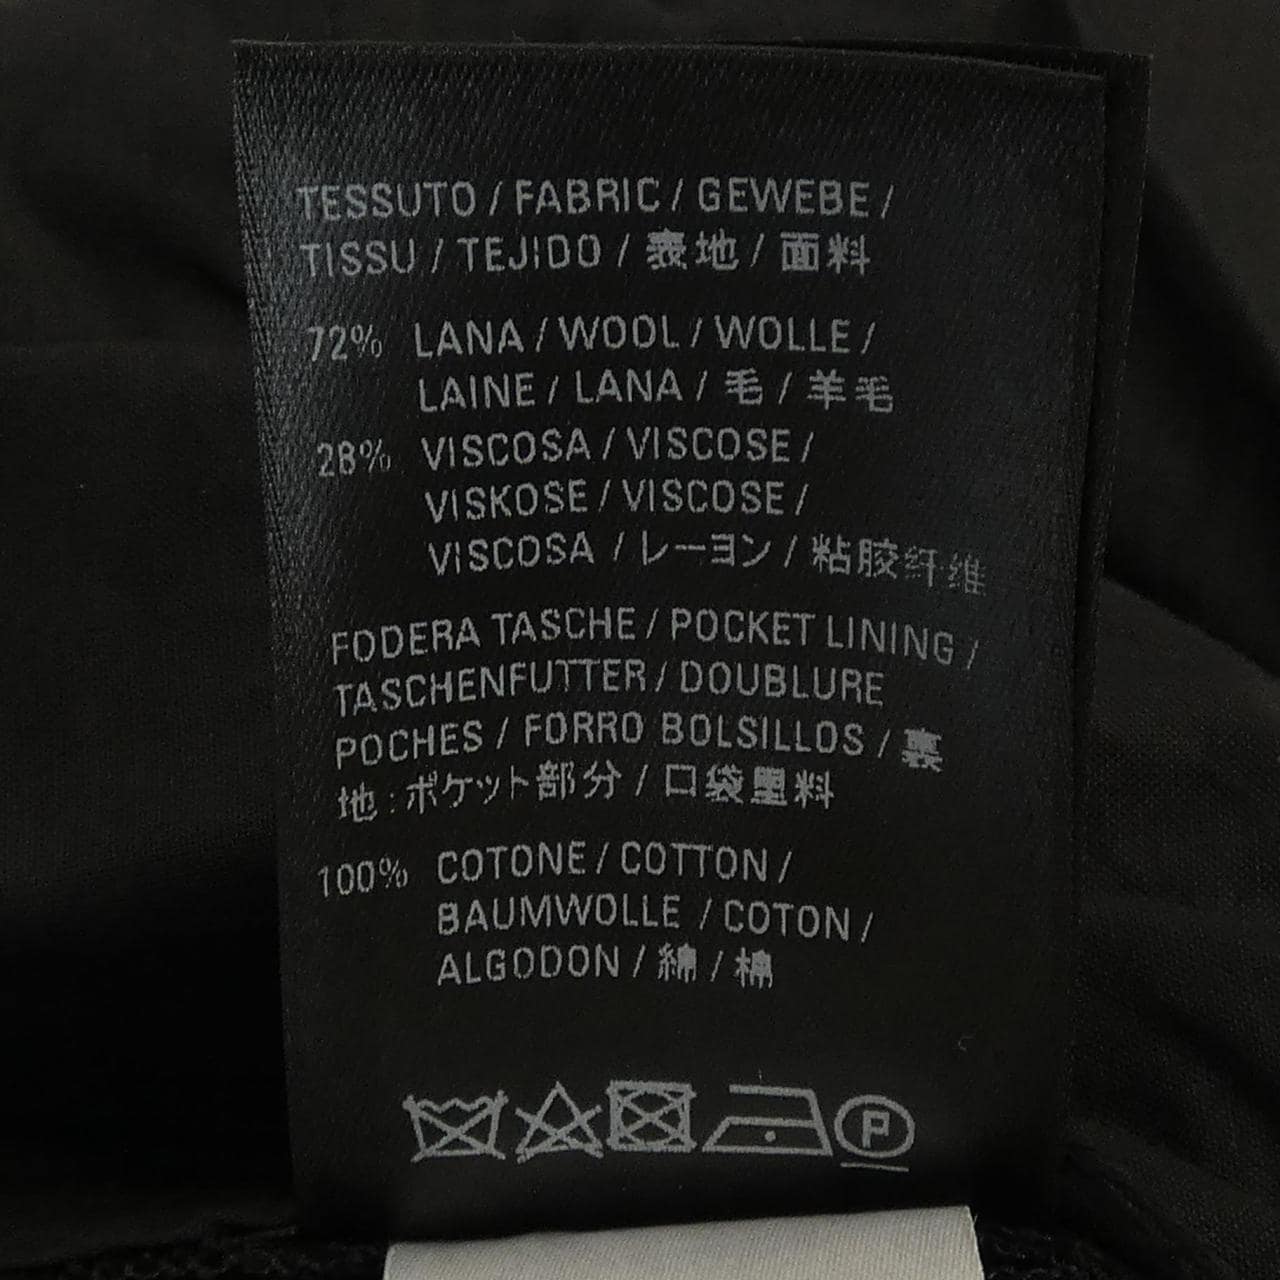 TESSUTO / FABRIC / GEWEBE /
TISSU / TEJIDO / 表地 / 面料
72% LANA / WOOL / WOLLE /
LAINE / LANA / 毛 / 羊毛
28% VISCOSA / VISCOSE /
VISKOSE / VISCOSE /
VISCOSA / レーヨン / 粘胶纤维
FODERA TASCHE / POCKET LINING /
TASCHENFUTTER / DOUBLURE
POCHES / FORRO BOLSILLOS / 裏
地:ポケット部分 / 口袋里料
100% COTONE / COTTON /
BAUMWOLLE / COTON /
ALGODON / 綿 / 棉
P